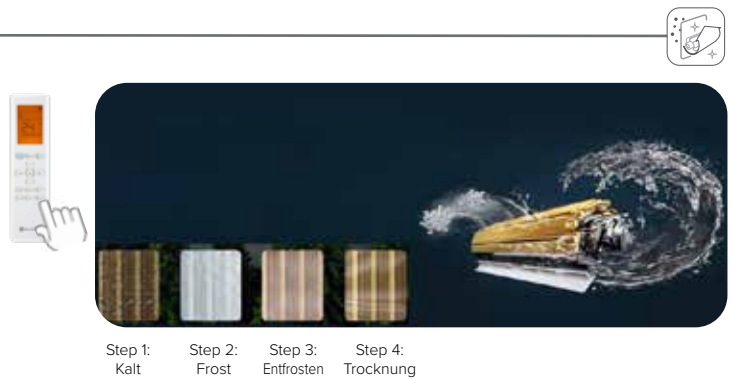 Step 1:
Kalt
Step 2:
Frost
Step 3:
Entfrosten
Step 4:
Trocknung